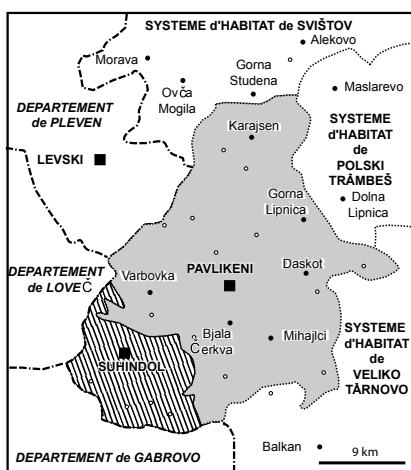 SYSTEME D'HABITAT de SVIŠTOV
Alekovo
Morava
Gorna
Studena
Ovča
Mogila
Maslarevo
DEPARTEMENT
de PLEVEN
Karajsen
SYSTEME
d'HABITAT
de
POLSKI
TRÂMBEŠ
LEVSKI
Dolna
Lipnica
Gorna
Lipnica
DEPARTEMENT
de LOVEČ
Varbovka
PAVLIKENI
Daskot
Bjala
Čerkva
Mihajlci
SUHINDOL
SYSTEME
d'HABITAT
de
VELIKO
TÂRNOVO
Balkan
DEPARTEMENT de GABROVO
9 km